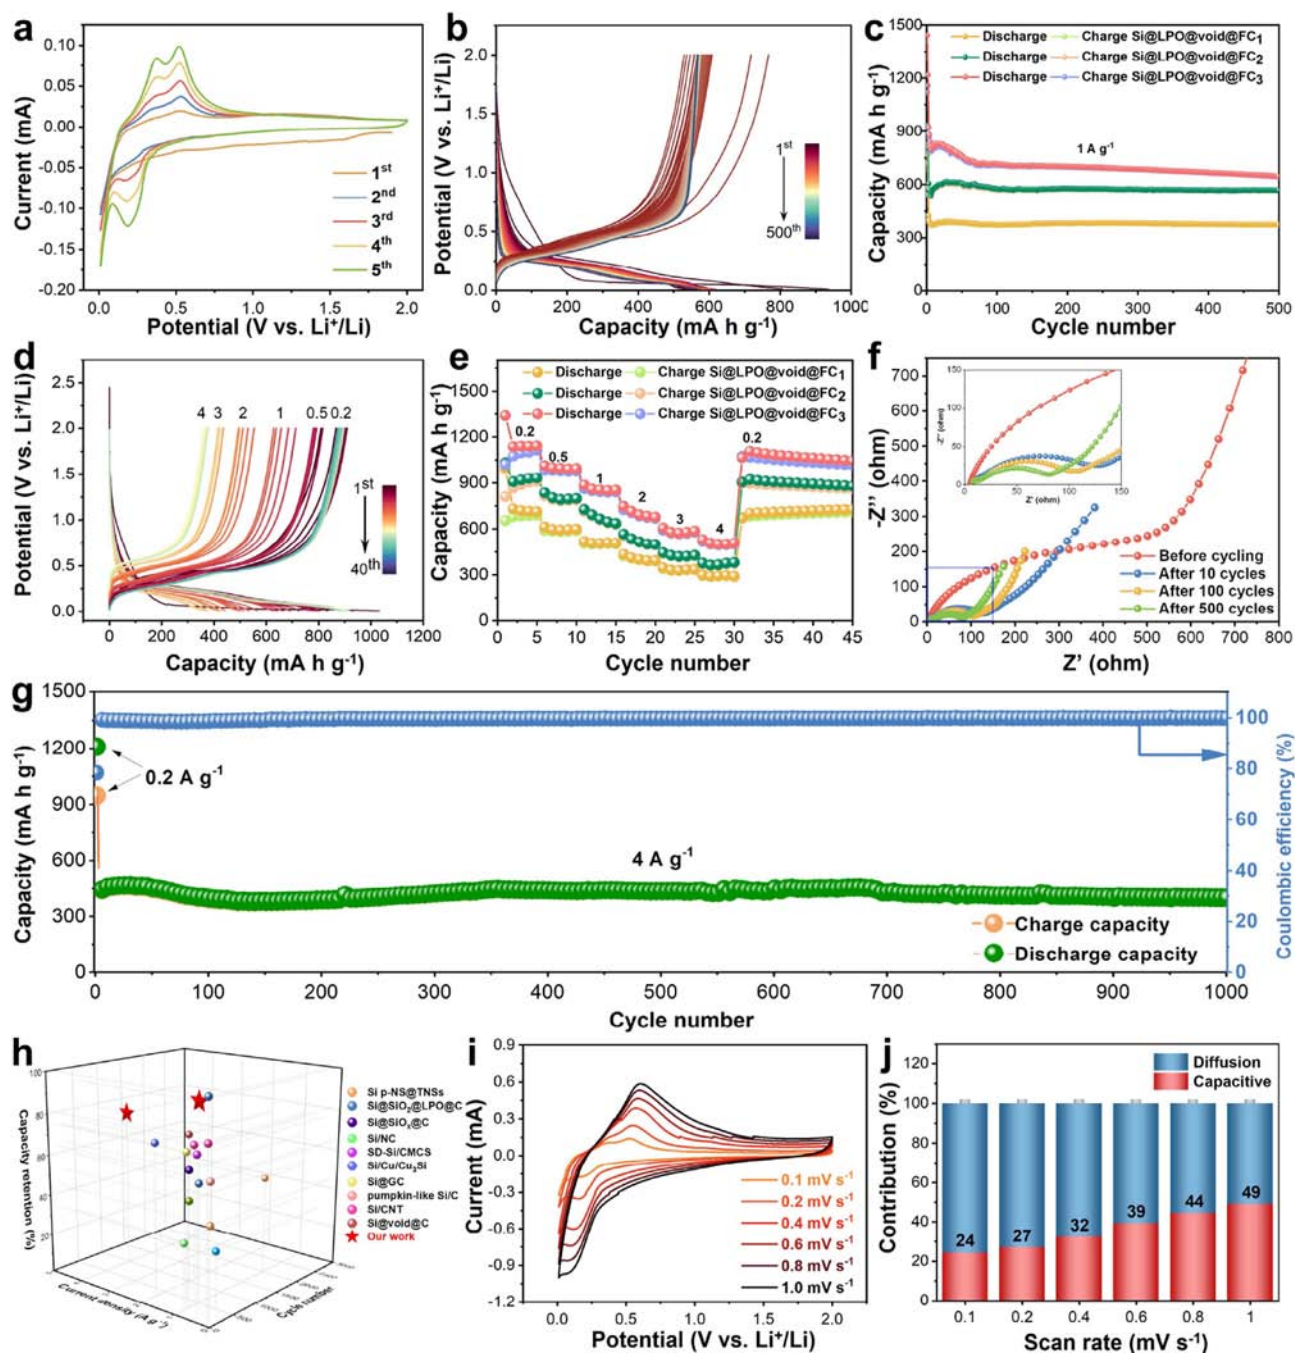 a
0.10
0.05
0.00
-0.05
-0.10
-0.15
-0.20
0.0 0.5 1.0 1.5 2.0
Current (mA)
Potential (V vs. Li⁺/Li)
1st
2nd
3rd
4th
5th
b
2.0
1.5
1.0
0.5
0.0
0 200 400 600 800 1000
Potential (V vs. Li⁺/Li)
Capacity (mA h g⁻¹)
1st
500th
c
1500
1200
900
600
300
0
0 100 200 300 400 500
Capacity (mA h g⁻¹)
Cycle number
Discharge Charge Si@LPO@void@FC₁
Discharge Charge Si@LPO@void@FC₂
Discharge Charge Si@LPO@void@FC₃
1 A g⁻¹
d
2.5
2.0
1.5
1.0
0.5
0.0
0 200 400 600 800 1000 1200
Potential (V vs. Li⁺/Li)
Capacity (mA h g⁻¹)
4 3 2 1 0.5 0.2
1st
40th
e
1500
1200
900
600
300
0
0 5 10 15 20 25 30 35 40 45
Capacity (mA h g⁻¹)
Cycle number
Discharge Charge Si@LPO@void@FC₁
Discharge Charge Si@LPO@void@FC₂
Discharge Charge Si@LPO@void@FC₃
0.2 0.5 1 2 3 4 0.2
f
700
600
500
400
300
200
100
0
0 100 200 300 400 500 600 700 800
-Z'' (ohm)
Z' (ohm)
150
100
50
0
0 50 100 150
-Z'' (ohm)
Z' (ohm)
Before cycling
After 10 cycles
After 100 cycles
After 500 cycles
g
1500
1200
900
600
300
0
0 100 200 300 400 500 600 700 800 900 1000
Capacity (mA h g⁻¹)
Cycle number
100
80
60
40
20
0
Coulombic efficiency (%)
0.2 A g⁻¹
4 A g⁻¹
Charge capacity
Discharge capacity
h
100
80
60
40
20
Capacity retention (%)
Current density (A g⁻¹)
Cycle number
Si p-NS@TNSs
Si@SiO₂@LPO@C
Si@SiOₓ@C
Si/NC
SD-Si/CMCS
Si/Cu/Cu₃Si
Si@GC
pumpkin-like Si/C
Si/CNT
Si@void@C
Our work
i
0.9
0.6
0.3
0.0
-0.3
-0.6
-0.9
-1.2
0.0 0.5 1.0 1.5 2.0
Current (mA)
Potential (V vs. Li⁺/Li)
0.1 mV s⁻¹
0.2 mV s⁻¹
0.4 mV s⁻¹
0.6 mV s⁻¹
0.8 mV s⁻¹
1.0 mV s⁻¹
j
120
100
80
60
40
20
0
Contribution (%)
Diffusion
Capacitive
24 27 32 39 44 49
0.1 0.2 0.4 0.6 0.8 1
Scan rate (mV s⁻¹)